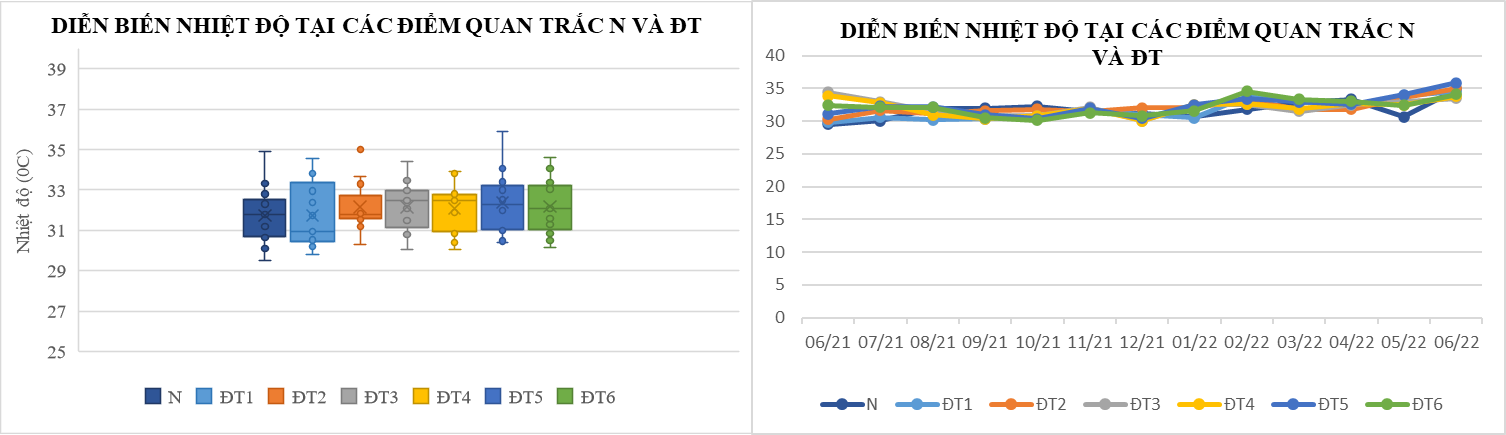 DIỄN BIẾN NHIỆT ĐỘ TẠI CÁC ĐIỂM QUAN TRẮC N VÀ ĐT
Nhiệt độ (0C)
39
37
35
33
31
29
27
25
N ĐT1 ĐT2 ĐT3 ĐT4 ĐT5 ĐT6
DIỄN BIẾN NHIỆT ĐỘ TẠI CÁC ĐIỂM QUAN TRẮC N
VÀ ĐT
40
35
30
25
20
15
10
5
0
06/21 07/21 08/21 09/21 10/21 11/21 12/21 01/22 02/22 03/22 04/22 05/22 06/22
N ĐT1 ĐT2 ĐT3 ĐT4 ĐT5 ĐT6